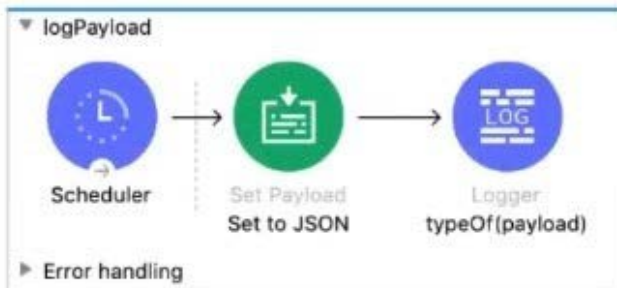 logPayload
LOG
Scheduler
Set Payload
Logger
Set to JSON
typeOf(payload)
Error handling